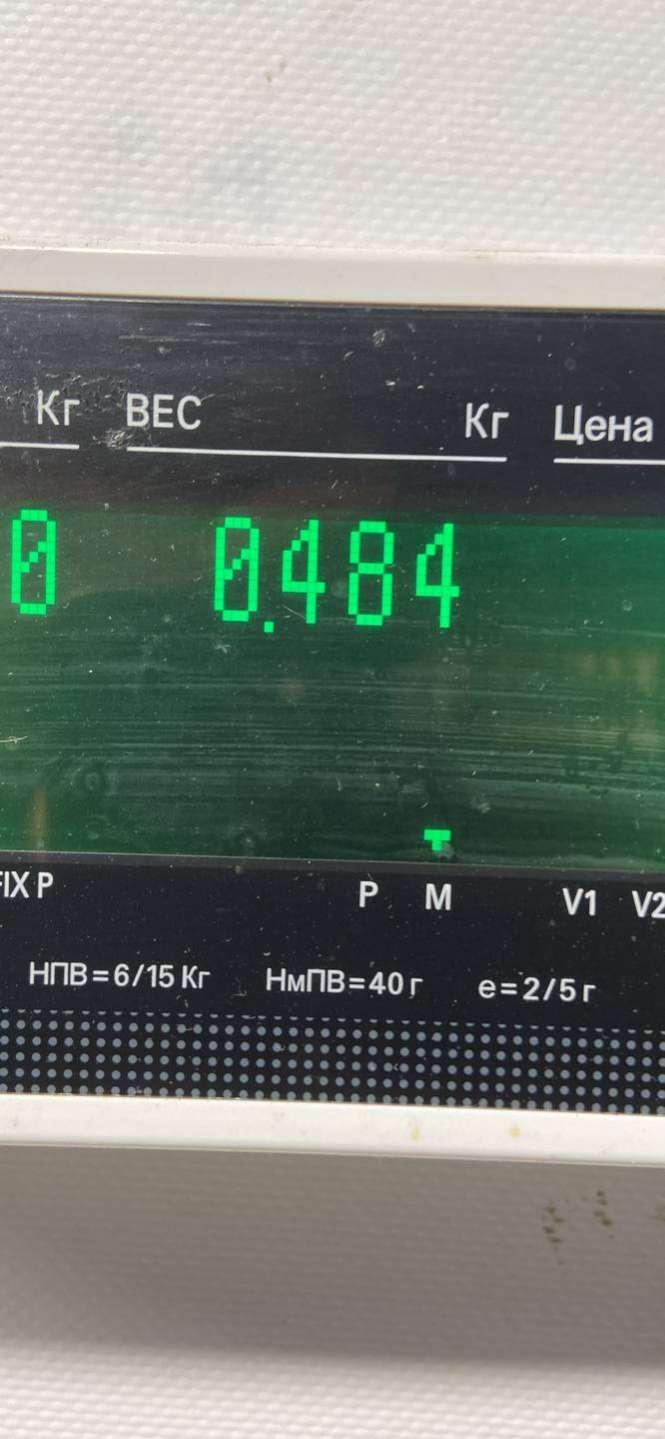 Кг ВЕС Кг Цена
0 0.484
FIX P P M V1 V2
НПВ=6/15 Кг НмПВ=40 г e=2/5 г